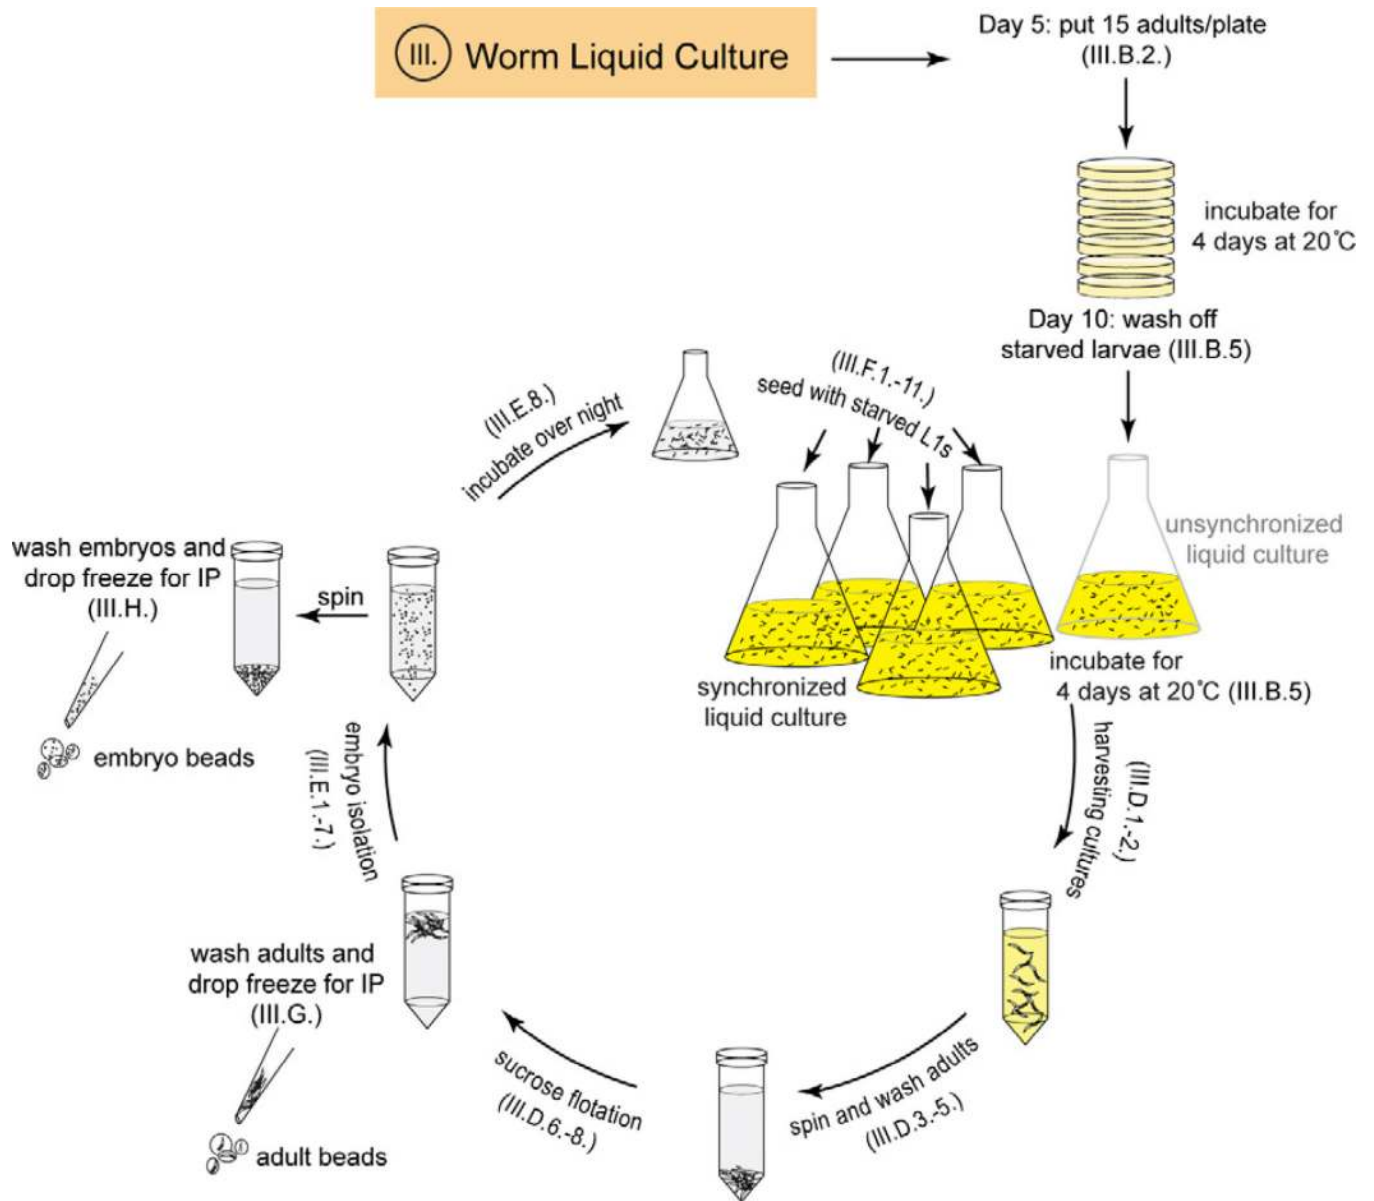 III. Worm Liquid Culture
Day 5: put 15 adults/plate
(III.B.2.)
incubate for
4 days at 20°C
Day 10: wash off
starved larvae (III.B.5)
(III.F.1.-11.)
seed with starved L1s
(III.E.8.)
incubate over night
unsynchronized
liquid culture
wash embryos and
drop freeze for IP
(III.H.)
spin
synchronized
liquid culture
incubate for
4 days at 20°C (III.B.5)
embryo beads
embryo isolation
(III.E.1.-7.)
(III.D.1.-2.)
harvesting cultures
wash adults and
drop freeze for IP
(III.G.)
sucrose flotation
(III.D.6.-8.)
spin and wash adults
(III.D.3.-5.)
adult beads